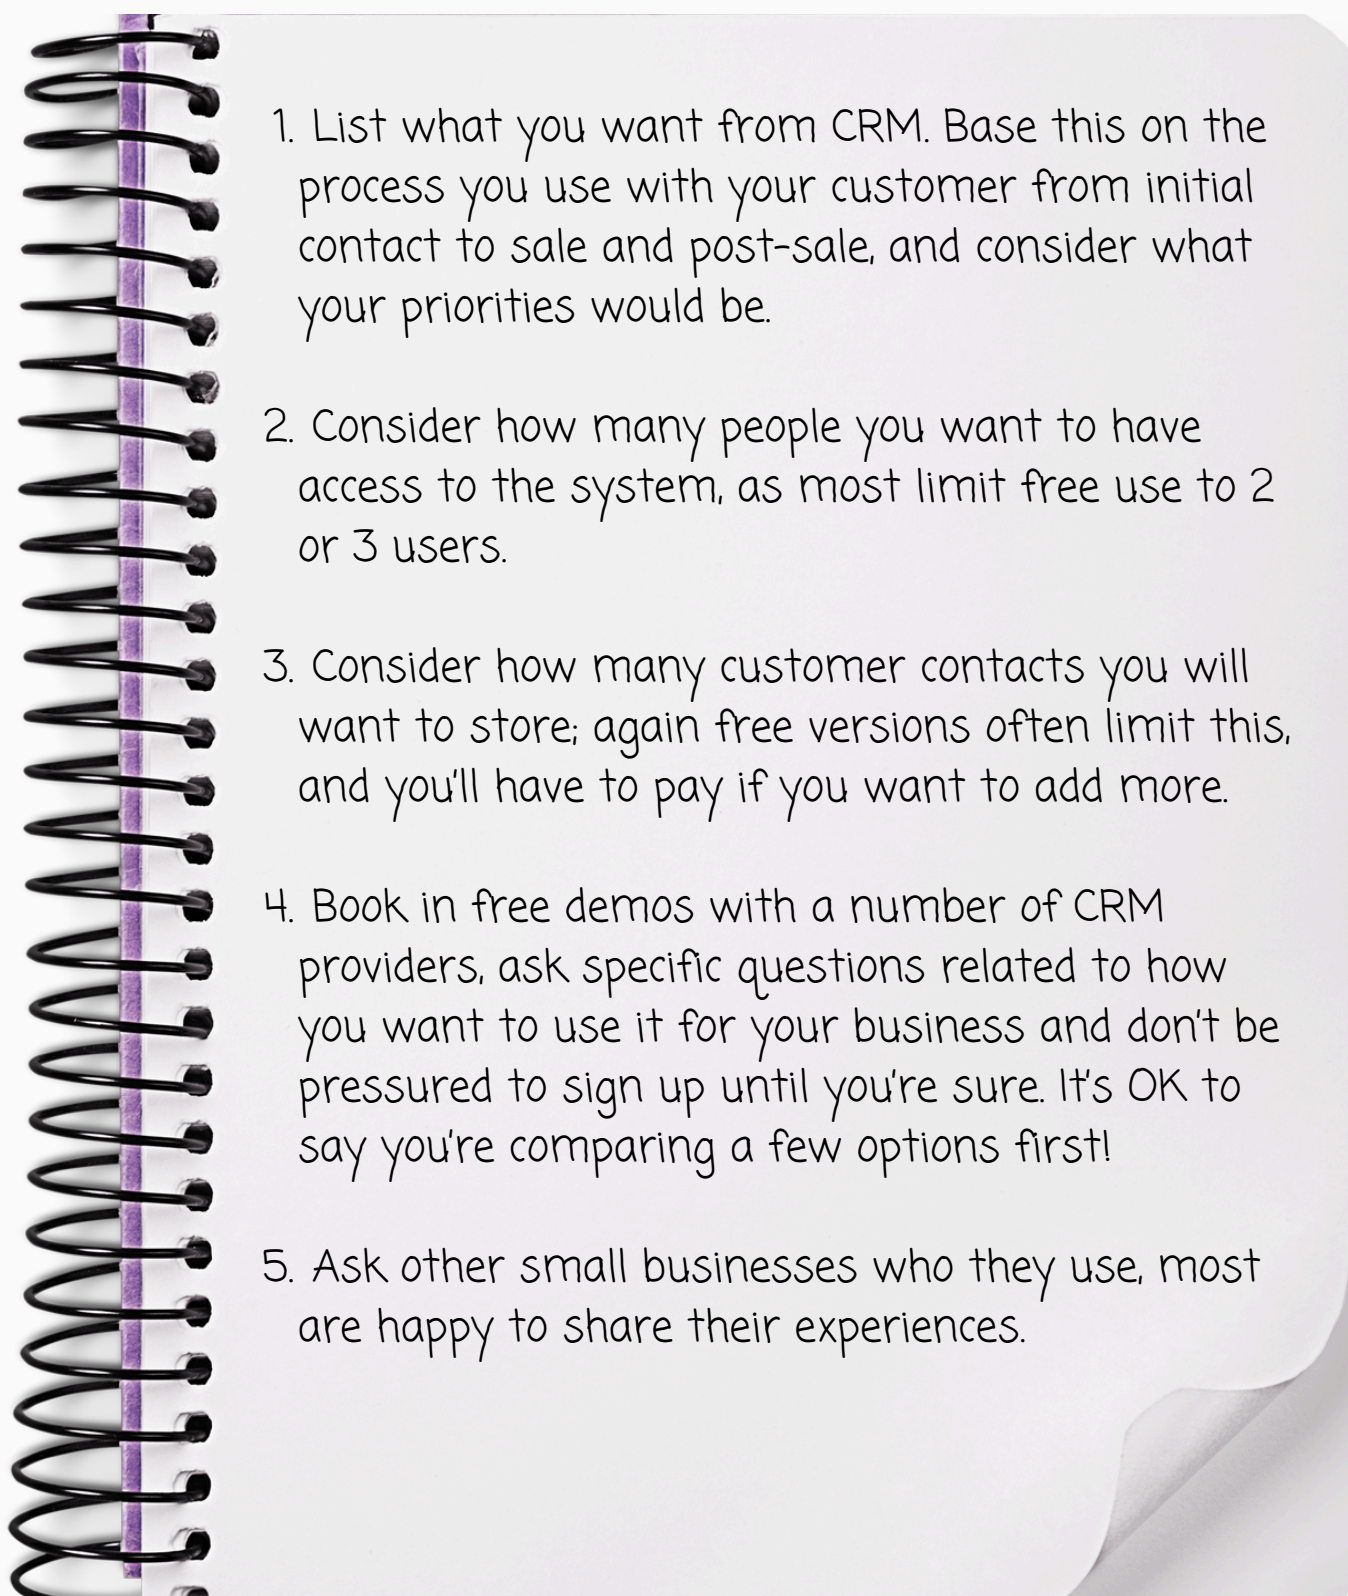 1. List what you want from CRM. Base this on the
process you use with your customer from initial
contact to sale and post-sale, and consider what
your priorities would be.
2. Consider how many people you want to have
access to the system, as most limit free use to 2
or 3 users.
3. Consider how many customer contacts you will
want to store; again free versions often limit this,
and you'll have to pay if you want to add more.
4. Book in free demos with a number of CRM
providers, ask specific questions related to how
you want to use it for your business and don't be
pressured to sign up until you're sure. It's OK to
say you're comparing a few options first!
5. Ask other small businesses who they use, most
are happy to share their experiences.